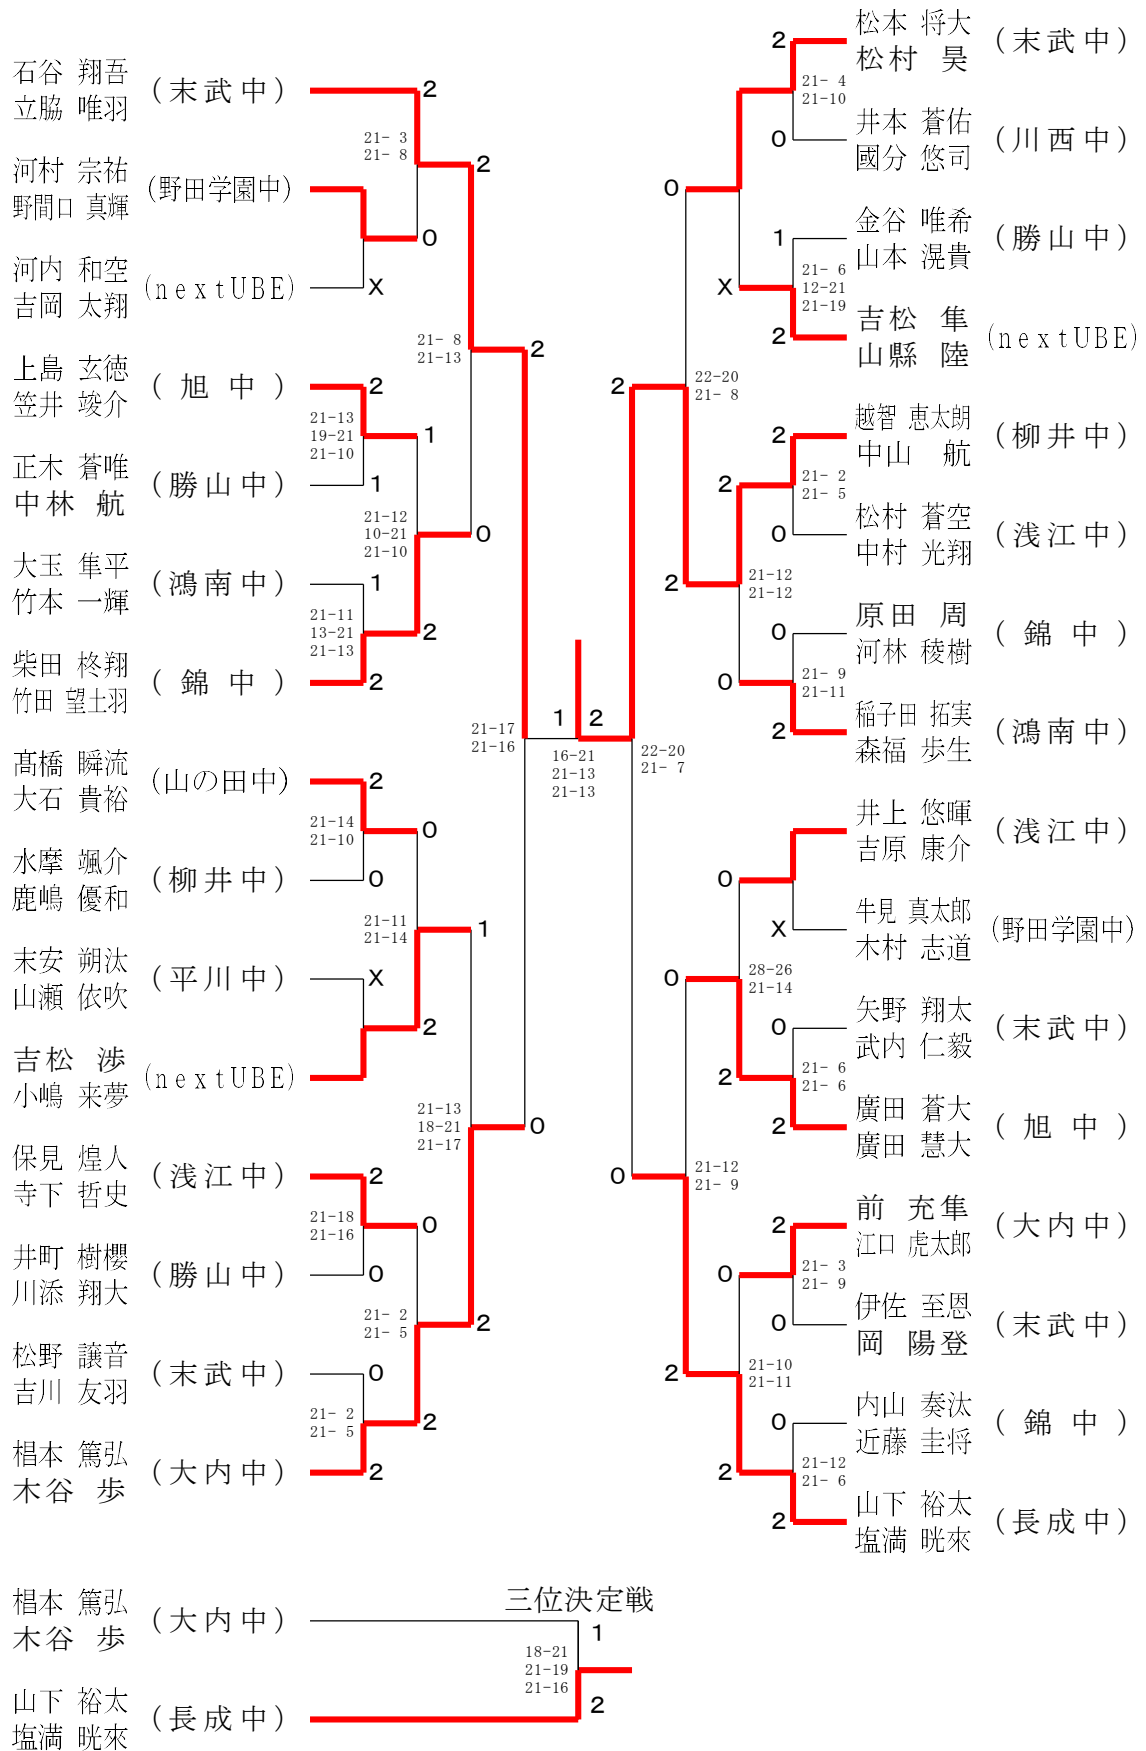 石谷 翔吾
立脇 唯羽
(末武中)
2
21- 3
21- 8
2
河村 宗祐
野間口 真輝
(野田学園中)
0
河内 和空
吉岡 太翔
(nextUBE)
X
21- 8
21-13
2
上島 玄徳
笠井 竣介
(旭中)
2
21-13
19-21
21-10
1
正木 蒼唯
中林 航
(勝山中)
1
21-12
10-21
21-10
0
大玉 隼平
竹本 一輝
(鴻南中)
1
21-11
13-21
21-13
2
柴田 柊翔
竹田 望土羽
(錦中)
2
21-17
21-16
髙橋 瞬流
大石 貴裕
(山の田中)
2
21-14
21-10
0
水摩 颯介
鹿嶋 優和
(柳井中)
0
21-11
21-14
1
末安 朔汰
山瀬 依吹
(平川中)
X
2
吉松 渉
小嶋 来夢
(nextUBE)
21-13
18-21
21-17
0
保見 煌人
寺下 哲史
(浅江中)
2
21-18
21-16
0
井町 樹櫻
川添 翔大
(勝山中)
0
21- 2
21- 5
2
松野 譲音
吉川 友羽
(末武中)
0
21- 2
21- 5
2
椙本 篤弘
木谷 歩
(大内中)
2
1
2
16-21
21-13
21-13
松本 将大
松村 昊
(末武中)
2
21- 4
21-10
井本 蒼佑
國分 悠司
(川西中)
0
0
金谷 唯希
山本 滉貴
(勝山中)
1
21- 6
12-21
21-19
X
吉松 隼
山縣 陸
(nextUBE)
2
22-20
21- 8
2
越智 恵太朗
中山 航
(柳井中)
2
21- 2
21- 5
2
松村 蒼空
中村 光翔
(浅江中)
0
21-12
21-12
2
原田 周
河林 稜樹
(錦中)
0
21- 9
21-11
0
稲子田 拓実
森福 歩生
(鴻南中)
2
22-20
21- 7
井上 悠暉
吉原 康介
(浅江中)
0
牛見 真太郎
木村 志道
(野田学園中)
X
28-26
21-14
0
矢野 翔太
武内 仁毅
(末武中)
0
21- 6
21- 6
2
廣田 蒼大
廣田 慧大
(旭中)
2
21-12
21- 9
0
前 充隼
江口 虎太郎
(大内中)
2
21- 3
21- 9
0
伊佐 至恩
岡 陽登
(末武中)
0
21-10
21-11
2
内山 奏汰
近藤 圭将
(錦中)
0
21-12
21- 6
2
山下 裕太
塩満 晄來
(長成中)
2
三位決定戦
椙本 篤弘
木谷 歩
(大内中)
1
18-21
21-19
21-16
山下 裕太
塩満 晄來
(長成中)
2